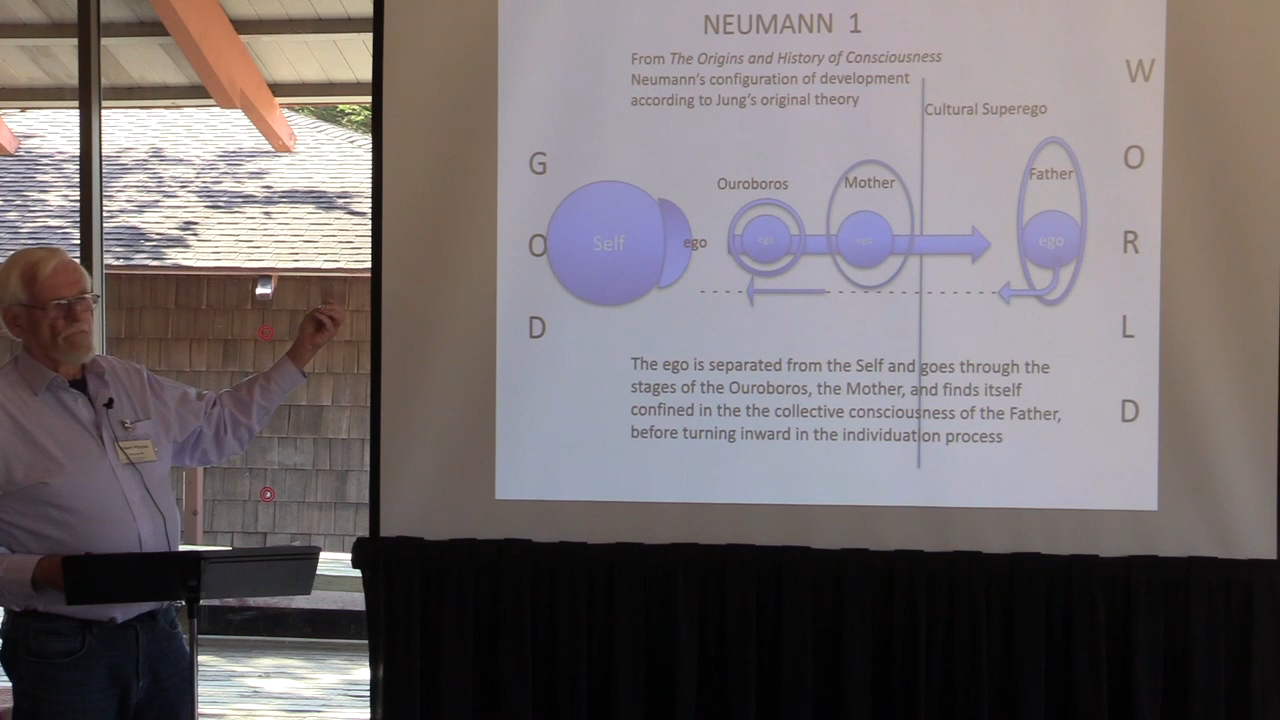 NEUMANN 1
From The Origins and History of Consciousness
Neumann's configuration of development
according to Jung's original theory
Cultural Superego
G
O
D
Self
ego
Ouroboros
ego
Mother
ego
Father
ego
W
O
R
L
D
The ego is separated from the Self and goes through the
stages of the Ouroboros, the Mother, and finds itself
confined in the the collective consciousness of the Father,
before turning inward in the individuation process